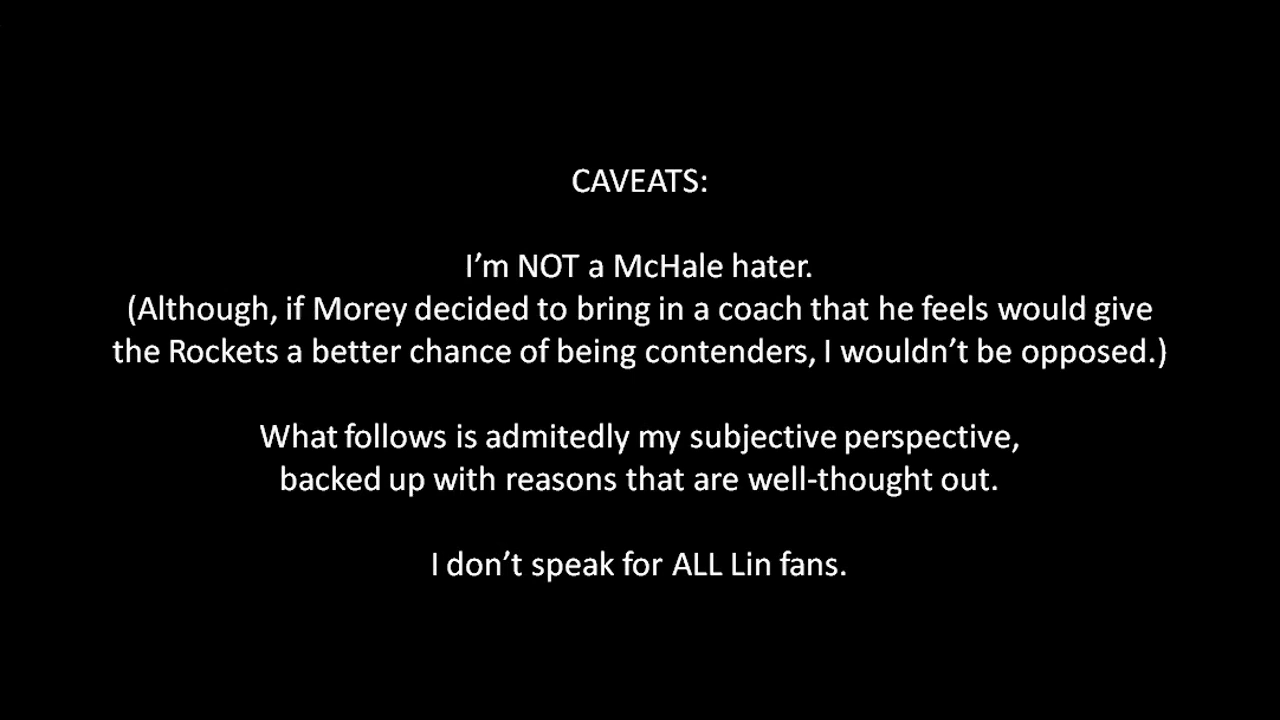 CAVEATS:
I’m NOT a McHale hater.
(Although, if Morey decided to bring in a coach that he feels would give
the Rockets a better chance of being contenders, I wouldn’t be opposed.)
What follows is admitedly my subjective perspective,
backed up with reasons that are well-thought out.
I don’t speak for ALL Lin fans.